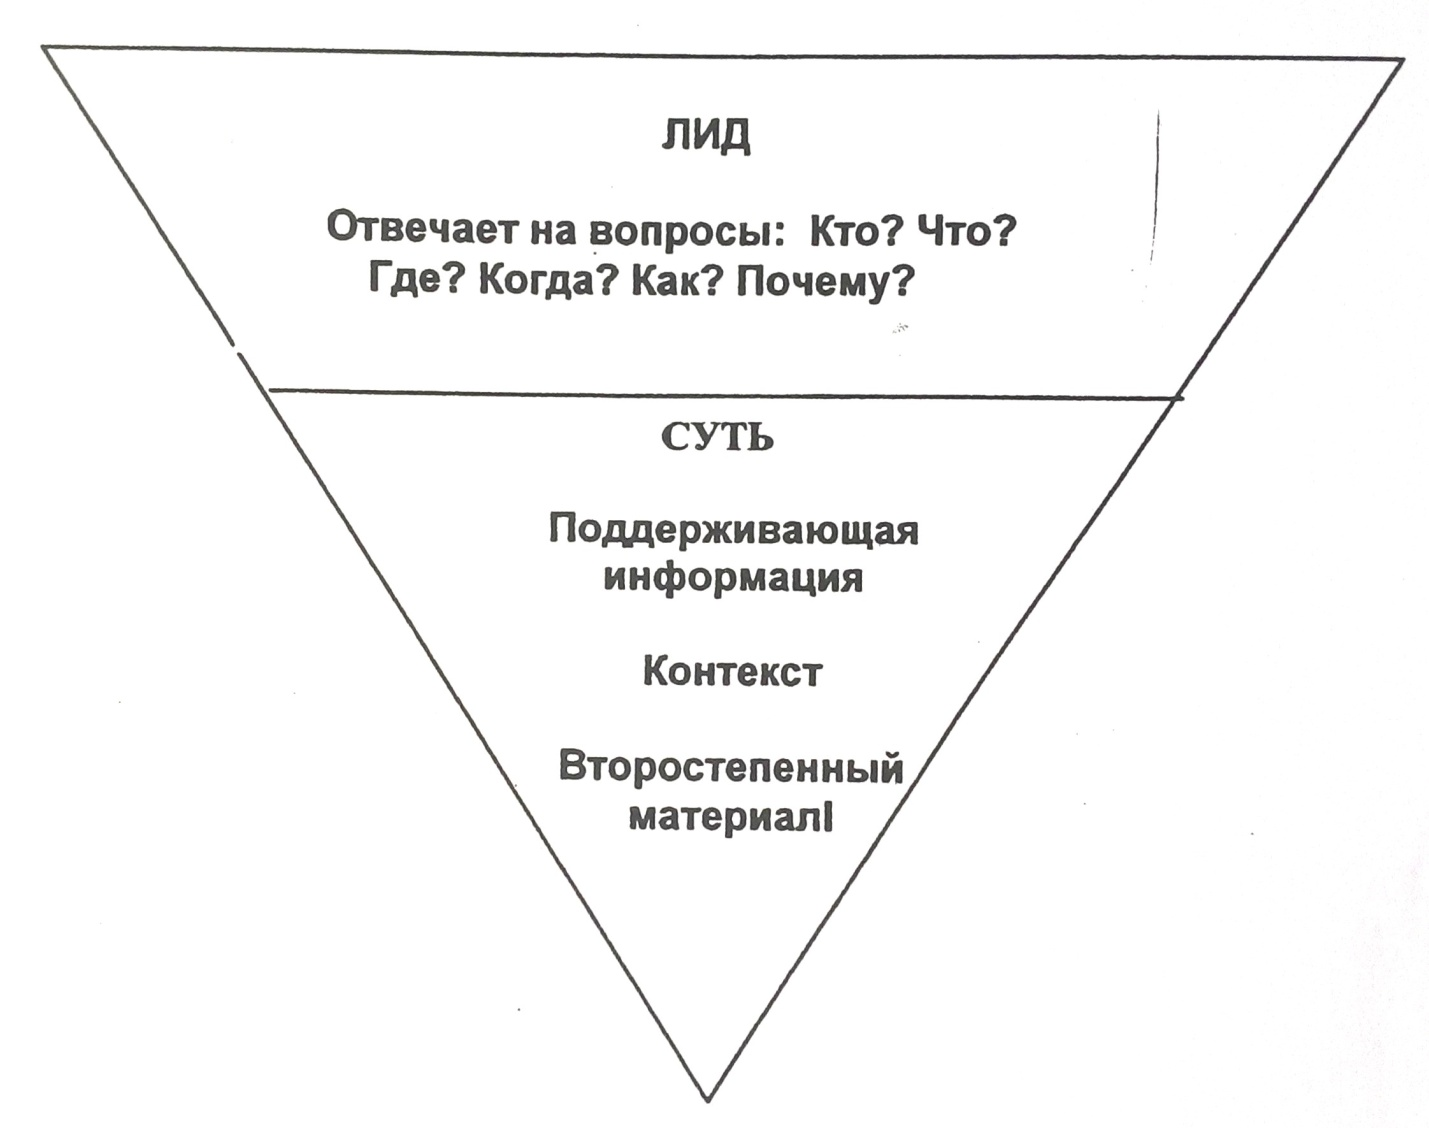 ЛИД
Отвечает на вопросы: Кто? Что?
Где? Когда? Как? Почему?
СУТЬ
Поддерживающая
информация
Контекст
Второстепенный
материалl